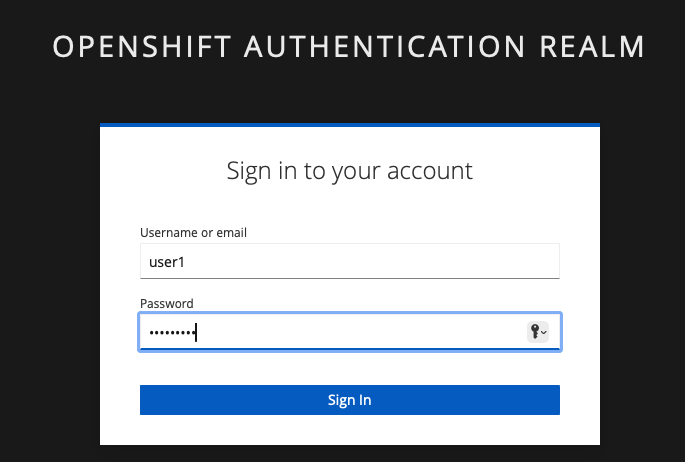 OPENSHIFT AUTHENTICATION REALM
Sign in to your account
Username or email
user1
Password
•••••••••
Sign In